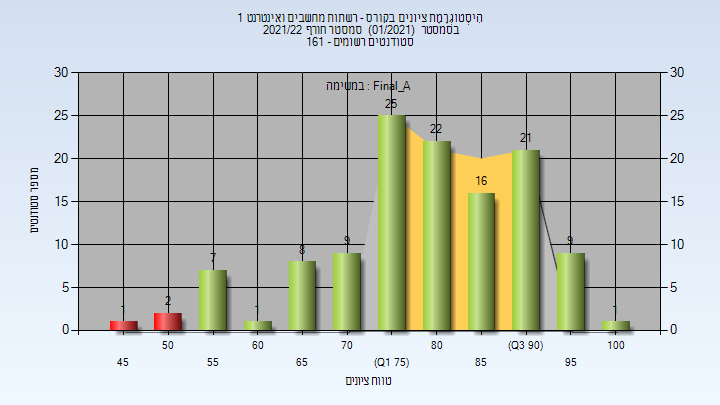 הִיסְטוֹגְרָמַת ציונים בקורס - רשתות מחשבים ואינטרנט 1
בסמסטר (01/2021) סמסטר חורף 2021/22
סטודנטים רשומים - 161
במשימה : Final_A
מספר סטודנטים
30 30
25 25
20 20
15 15
10 10
5 5
0 0
1 2 7 1 8 9 25 22 16 21 9 1
50 60 70 80 (Q3 90) 100
45 55 65 (Q1 75) 85 95
טווח ציונים